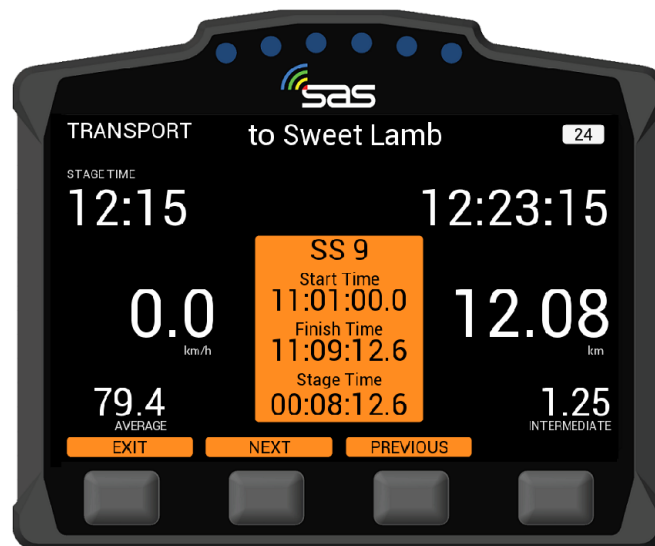 sas
TRANSPORT to Sweet Lamb 24
STAGE TIME
12:15 12:23:15
SS 9
Start Time
11:01:00.0
0.0 12.08
km/h km
Finish Time
11:09:12.6
Stage Time
00:08:12.6
79.4 1.25
AVERAGE INTERMEDIATE
EXIT NEXT PREVIOUS